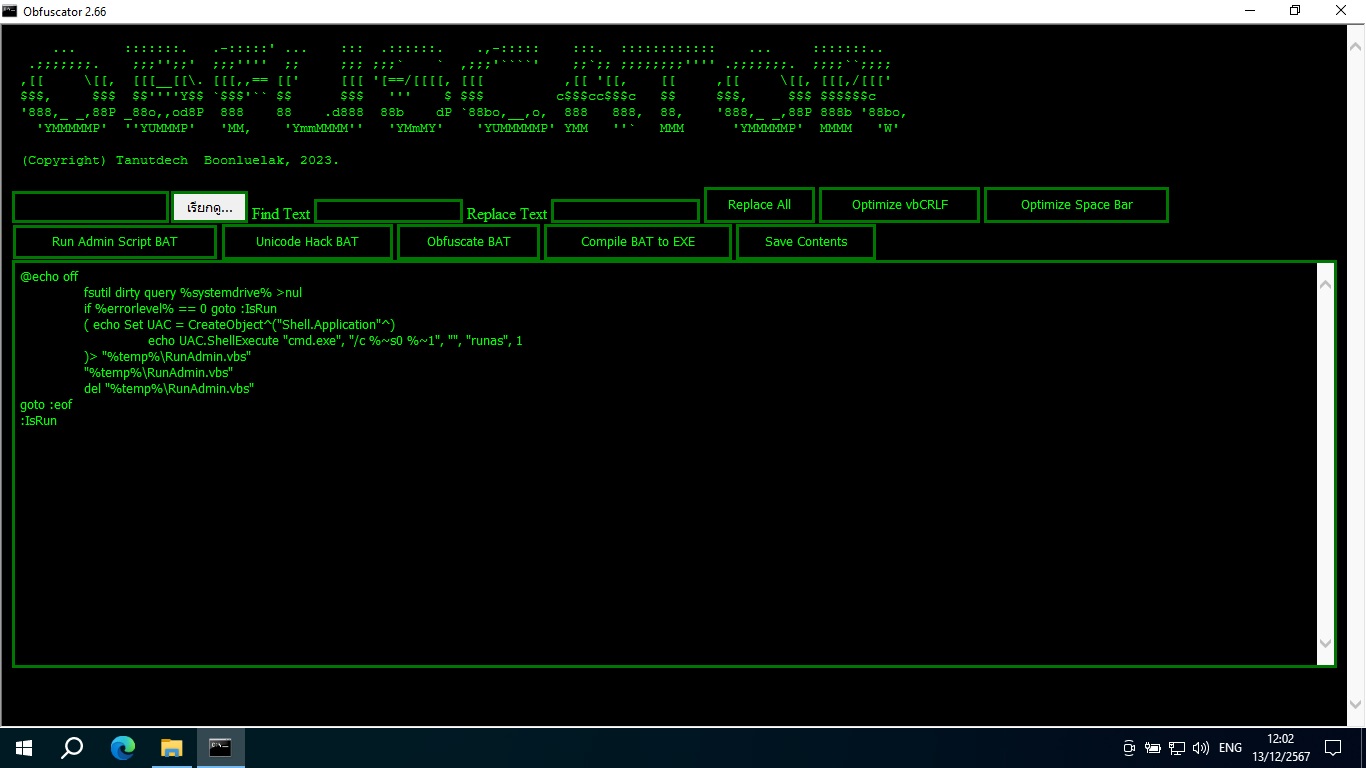 Obfuscator 2.66
OBFUSCATOR
(Copyright) Tanutdech  Boonluelak, 2023.
เรียกดู... Find Text Replace Text Replace All Optimize vbCRLF Optimize Space Bar
Run Admin Script BAT Unicode Hack BAT Obfuscate BAT Compile BAT to EXE Save Contents
@echo off
fsutil dirty query %systemdrive% >nul
if %errorlevel% == 0 goto :IsRun
( echo Set UAC = CreateObject^("Shell.Application"^)
echo UAC.ShellExecute "cmd.exe", "/c %~s0 %~1", "", "runas", 1
)> "%temp%\RunAdmin.vbs"
"%temp%\RunAdmin.vbs"
del "%temp%\RunAdmin.vbs"
goto :eof
:IsRun
ENG
12:02
13/12/2567